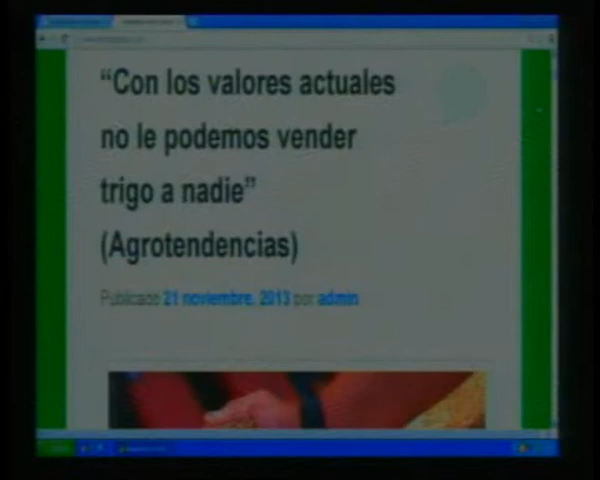 “Con los valores actuales
no le podemos vender
trigo a nadie”
(Agrotendencias)
Publicado 21 noviembre, 2013 por admin